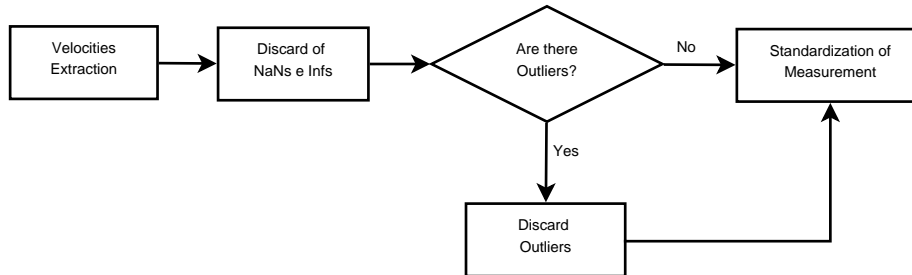 Velocities
Extraction
Discard of
NaNs e Infs
Are there
Outliers?
No
Standardization of
Measurement
Yes
Discard
Outliers